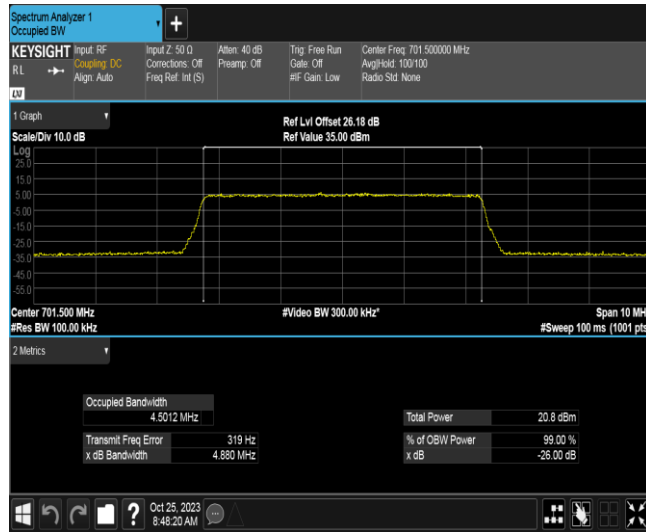 Spectrum Analyzer 1
Occupied BW
KEYSIGHT
RL
LXI
Input: RF
Coupling: DC
Align: Auto
Input Z: 50 Ω
Corrections: Off
Freq Ref: Int (S)
Atten: 40 dB
Preamp: Off
Trig: Free Run
Gate: Off
#IF Gain: Low
Center Freq: 701.500000 MHz
Avg|Hold: 100/100
Radio Std: None
1 Graph
Scale/Div 10.0 dB
Ref Lvl Offset 26.18 dB
Ref Value 35.00 dBm
Log
25.0
15.0
5.00
-5.00
-15.0
-25.0
-35.0
-45.0
-55.0
Center 701.500 MHz
#Res BW 100.00 kHz
#Video BW 300.00 kHz*
Span 10 MH
#Sweep 100 ms (1001 pts
2 Metrics
Occupied Bandwidth
4.5012 MHz
Transmit Freq Error 319 Hz
x dB Bandwidth 4.880 MHz
Total Power 20.8 dBm
% of OBW Power 99.00 %
x dB -26.00 dB
?
Oct 25, 2023
8:48:20 AM